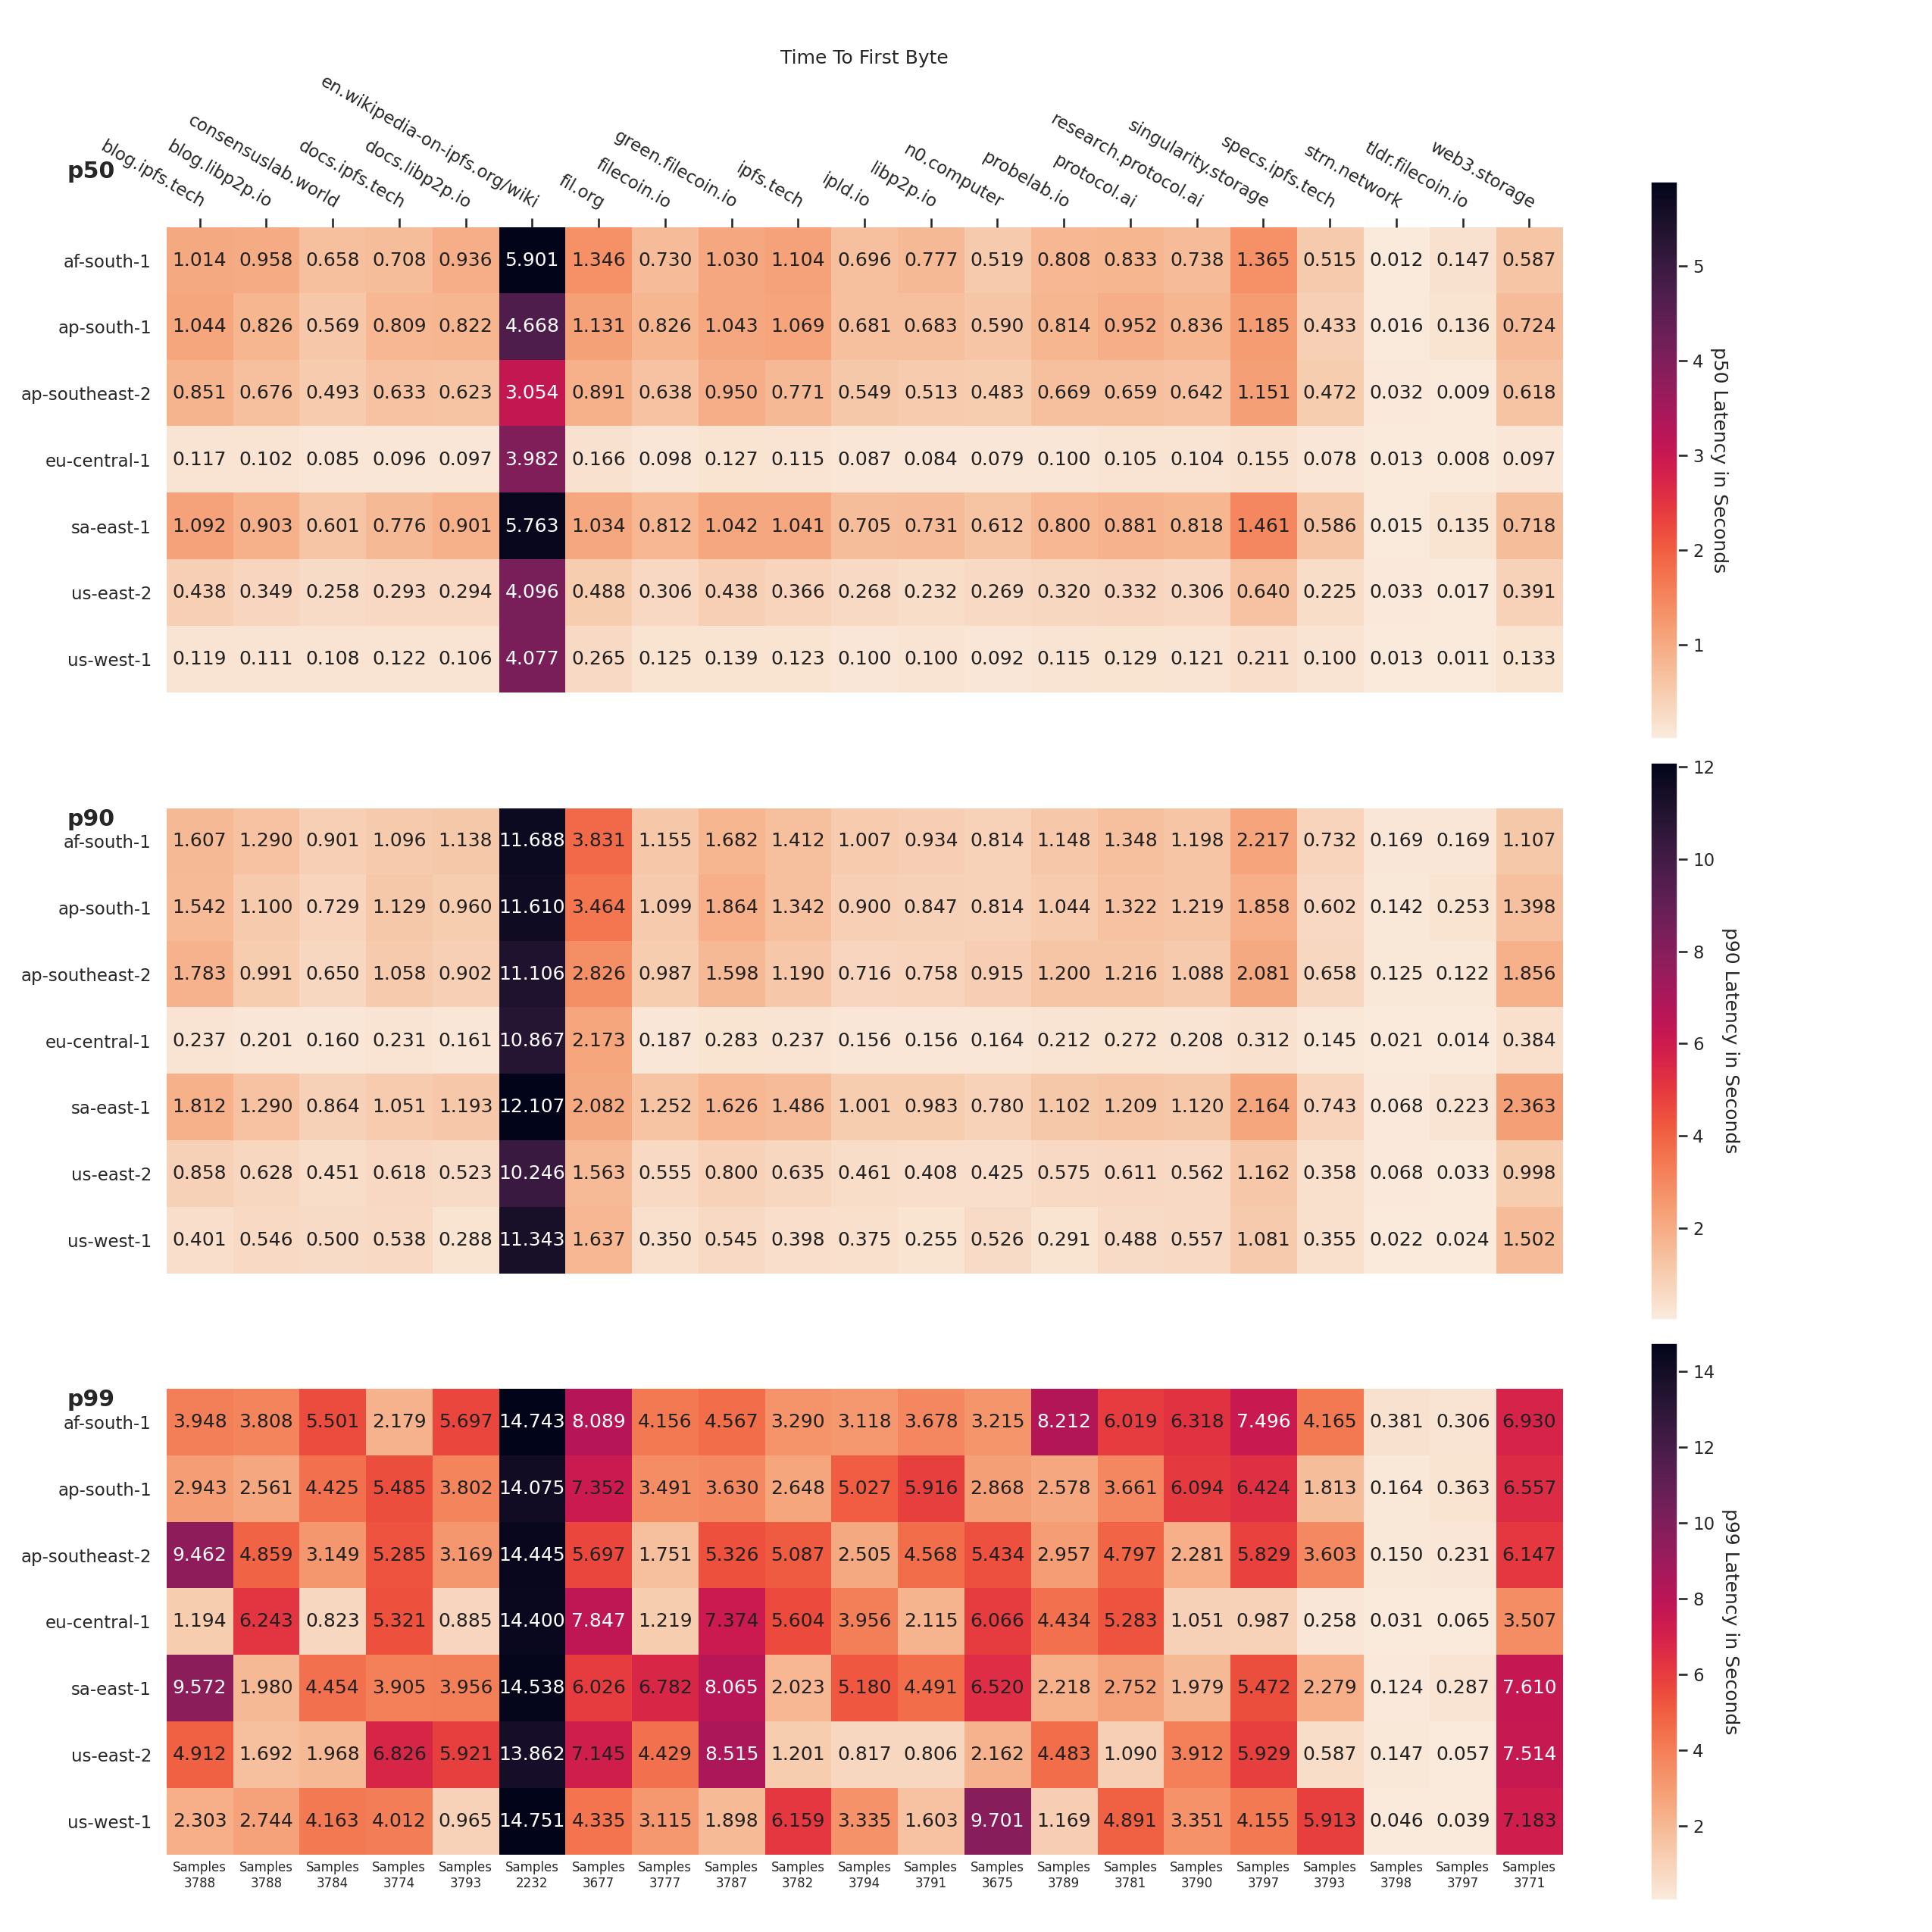 Time To First Byte
p50
blog.ipfs.tech
blog.libp2p.io
consensuslab.world
docs.ipfs.tech
docs.libp2p.io
en.wikipedia-on-ipfs.org/wiki
fil.org
filecoin.io
green.filecoin.io
ipfs.tech
ipld.io
libp2p.io
n0.computer
probelab.io
protocol.ai
research.protocol.ai
singularity.storage
specs.ipfs.tech
strn.network
tldr.filecoin.io
web3.storage
af-south-1 1.014 0.958 0.658 0.708 0.936 5.901 1.346 0.730 1.030 1.104 0.696 0.777 0.519 0.808 0.833 0.738 1.365 0.515 0.012 0.147 0.587
ap-south-1 1.044 0.826 0.569 0.809 0.822 4.668 1.131 0.826 1.043 1.069 0.681 0.683 0.590 0.814 0.952 0.836 1.185 0.433 0.016 0.136 0.724
ap-southeast-2 0.851 0.676 0.493 0.633 0.623 3.054 0.891 0.638 0.950 0.771 0.549 0.513 0.483 0.669 0.659 0.642 1.151 0.472 0.032 0.009 0.618
eu-central-1 0.117 0.102 0.085 0.096 0.097 3.982 0.166 0.098 0.127 0.115 0.087 0.084 0.079 0.100 0.105 0.104 0.155 0.078 0.013 0.008 0.097
sa-east-1 1.092 0.903 0.601 0.776 0.901 5.763 1.034 0.812 1.042 1.041 0.705 0.731 0.612 0.800 0.881 0.818 1.461 0.586 0.015 0.135 0.718
us-east-2 0.438 0.349 0.258 0.293 0.294 4.096 0.488 0.306 0.438 0.366 0.268 0.232 0.269 0.320 0.332 0.306 0.640 0.225 0.033 0.017 0.391
us-west-1 0.119 0.111 0.108 0.122 0.106 4.077 0.265 0.125 0.139 0.123 0.100 0.100 0.092 0.115 0.129 0.121 0.211 0.100 0.013 0.011 0.133
5
4
3
2
1
p50 Latency in Seconds
p90
af-south-1 1.607 1.290 0.901 1.096 1.138 11.688 3.831 1.155 1.682 1.412 1.007 0.934 0.814 1.148 1.348 1.198 2.217 0.732 0.169 0.169 1.107
ap-south-1 1.542 1.100 0.729 1.129 0.960 11.610 3.464 1.099 1.864 1.342 0.900 0.847 0.814 1.044 1.322 1.219 1.858 0.602 0.142 0.253 1.398
ap-southeast-2 1.783 0.991 0.650 1.058 0.902 11.106 2.826 0.987 1.598 1.190 0.716 0.758 0.915 1.200 1.216 1.088 2.081 0.658 0.125 0.122 1.856
eu-central-1 0.237 0.201 0.160 0.231 0.161 10.867 2.173 0.187 0.283 0.237 0.156 0.156 0.164 0.212 0.272 0.208 0.312 0.145 0.021 0.014 0.384
sa-east-1 1.812 1.290 0.864 1.051 1.193 12.107 2.082 1.252 1.626 1.486 1.001 0.983 0.780 1.102 1.209 1.120 2.164 0.743 0.068 0.223 2.363
us-east-2 0.858 0.628 0.451 0.618 0.523 10.246 1.563 0.555 0.800 0.635 0.461 0.408 0.425 0.575 0.611 0.562 1.162 0.358 0.068 0.033 0.998
us-west-1 0.401 0.546 0.500 0.538 0.288 11.343 1.637 0.350 0.545 0.398 0.375 0.255 0.526 0.291 0.488 0.557 1.081 0.355 0.022 0.024 1.502
12
10
8
6
4
2
p90 Latency in Seconds
p99
af-south-1 3.948 3.808 5.501 2.179 5.697 14.743 8.089 4.156 4.567 3.290 3.118 3.678 3.215 8.212 6.019 6.318 7.496 4.165 0.381 0.306 6.930
ap-south-1 2.943 2.561 4.425 5.485 3.802 14.075 7.352 3.491 3.630 2.648 5.027 5.916 2.868 2.578 3.661 6.094 6.424 1.813 0.164 0.363 6.557
ap-southeast-2 9.462 4.859 3.149 5.285 3.169 14.445 5.697 1.751 5.326 5.087 2.505 4.568 5.434 2.957 4.797 2.281 5.829 3.603 0.150 0.231 6.147
eu-central-1 1.194 6.243 0.823 5.321 0.885 14.400 7.847 1.219 7.374 5.604 3.956 2.115 6.066 4.434 5.283 1.051 0.987 0.258 0.031 0.065 3.507
sa-east-1 9.572 1.980 4.454 3.905 3.956 14.538 6.026 6.782 8.065 2.023 5.180 4.491 6.520 2.218 2.752 1.979 5.472 2.279 0.124 0.287 7.610
us-east-2 4.912 1.692 1.968 6.826 5.921 13.862 7.145 4.429 8.515 1.201 0.817 0.806 2.162 4.483 1.090 3.912 5.929 0.587 0.147 0.057 7.514
us-west-1 2.303 2.744 4.163 4.012 0.965 14.751 4.335 3.115 1.898 6.159 3.335 1.603 9.701 1.169 4.891 3.351 4.155 5.913 0.046 0.039 7.183
Samples Samples Samples Samples Samples Samples Samples Samples Samples Samples Samples Samples Samples Samples Samples Samples Samples Samples Samples Samples Samples
3788 3788 3784 3774 3793 2232 3677 3777 3787 3782 3794 3791 3675 3789 3781 3790 3797 3793 3798 3797 3771
14
12
10
8
6
4
2
p99 Latency in Seconds